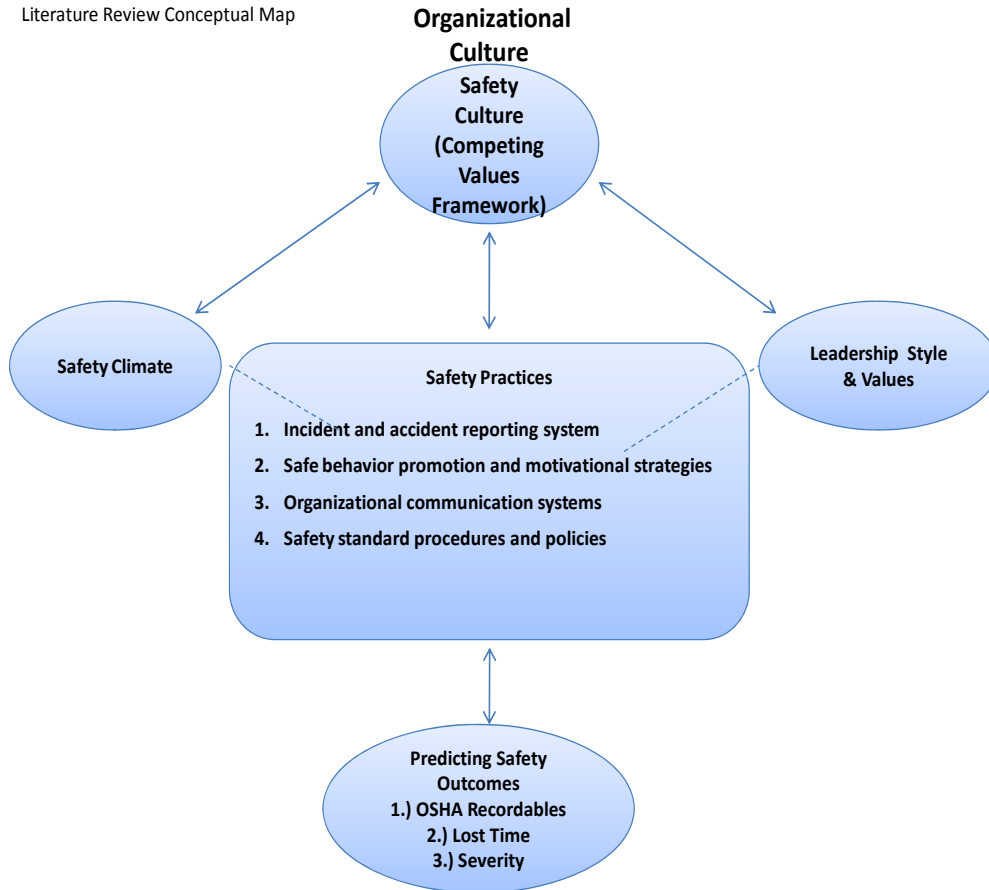 Literature Review Conceptual Map
Organizational
Culture
Safety
Culture
(Competing
Values
Framework)
Safety Climate
Leadership Style
& Values
Safety Practices
1. Incident and accident reporting system
2. Safe behavior promotion and motivational strategies
3. Organizational communication systems
4. Safety standard procedures and policies
Predicting Safety
Outcomes
1.) OSHA Recordables
2.) Lost Time
3.) Severity